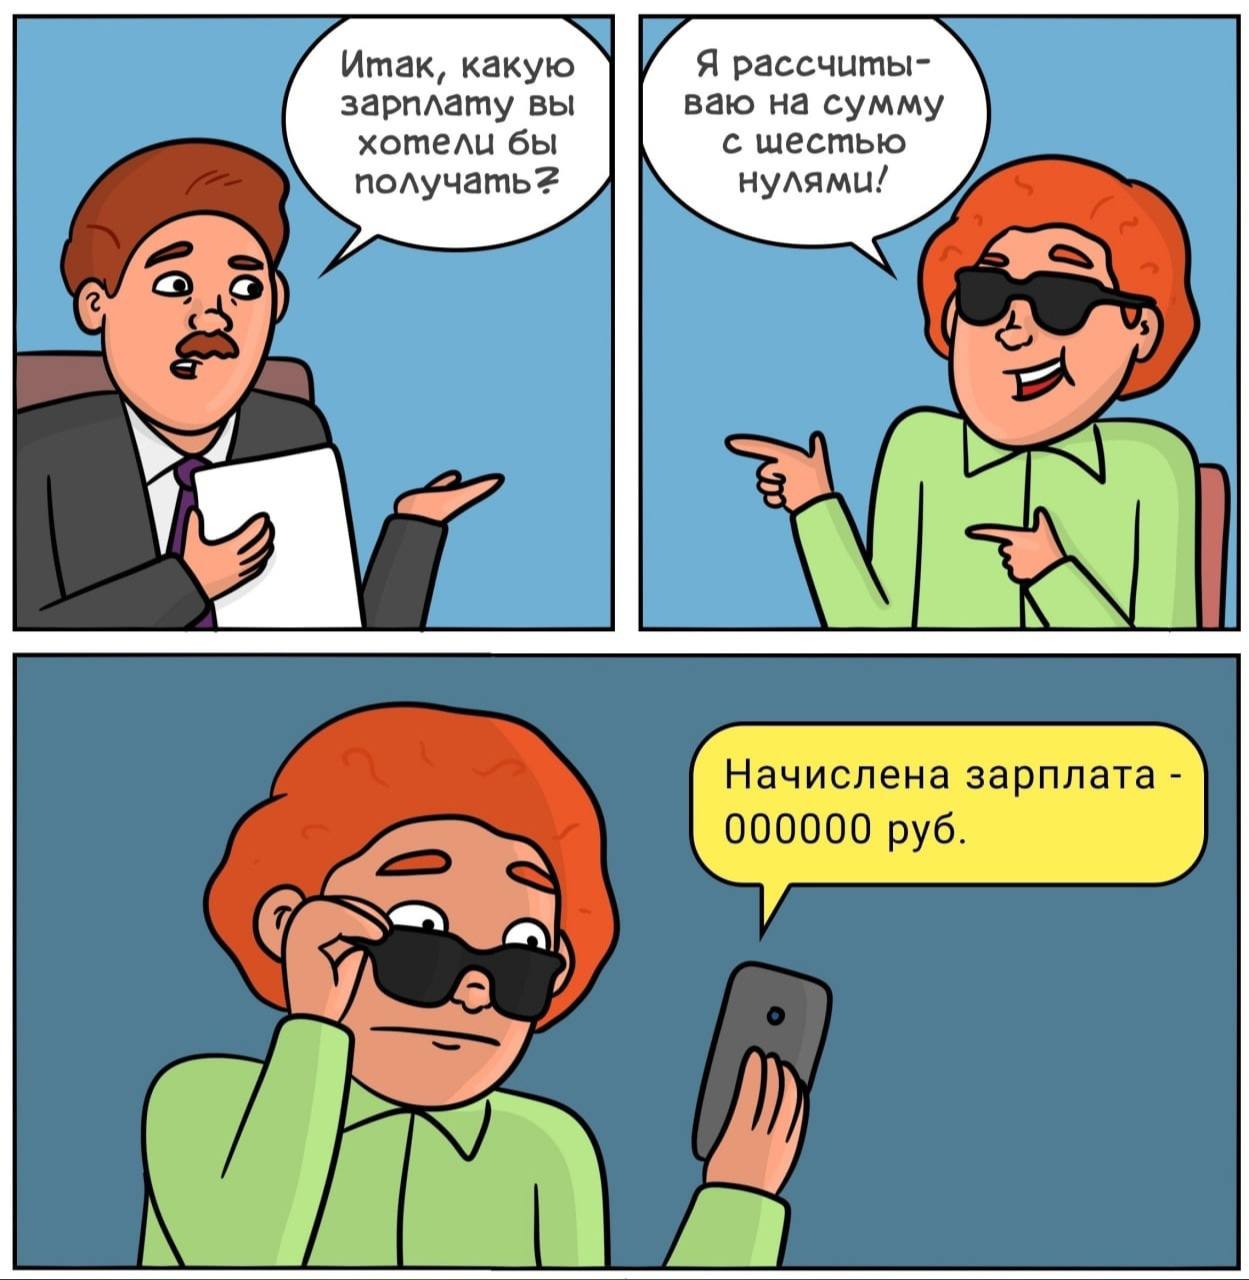 Итак, какую
зарплату вы
хотели бы
получать?
Я рассчиты-
ваю на сумму
с шестью
нулями!
Начислена зарплата -
000000 руб.